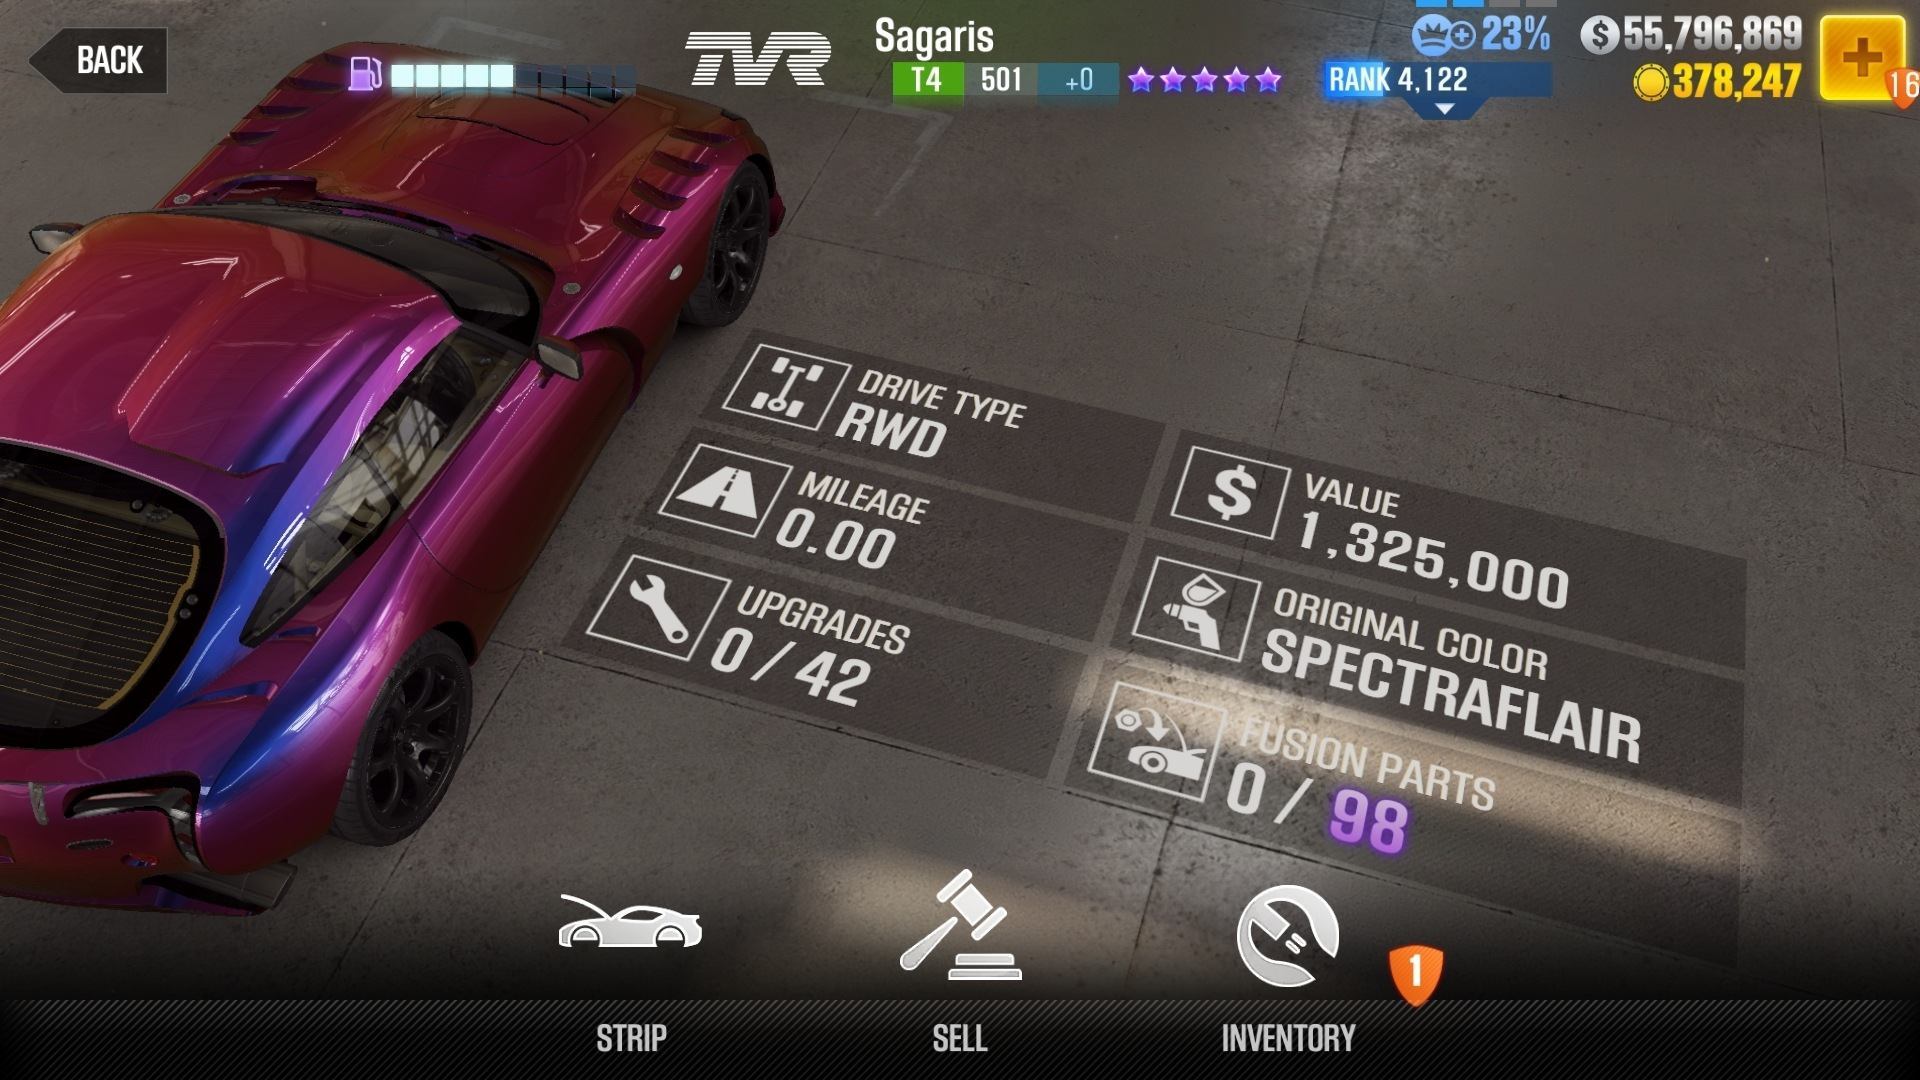 BACK
TVR
Sagaris
T4 501 +0
23%
RANK 4,122
$ 55,796,869
378,247
16
DRIVE TYPE
RWD
MILEAGE
0.00
UPGRADES
0/42
$ VALUE
1,325,000
ORIGINAL COLOR
SPECTRAFLAIR
FUSION PARTS
0/98
1
STRIP
SELL
INVENTORY